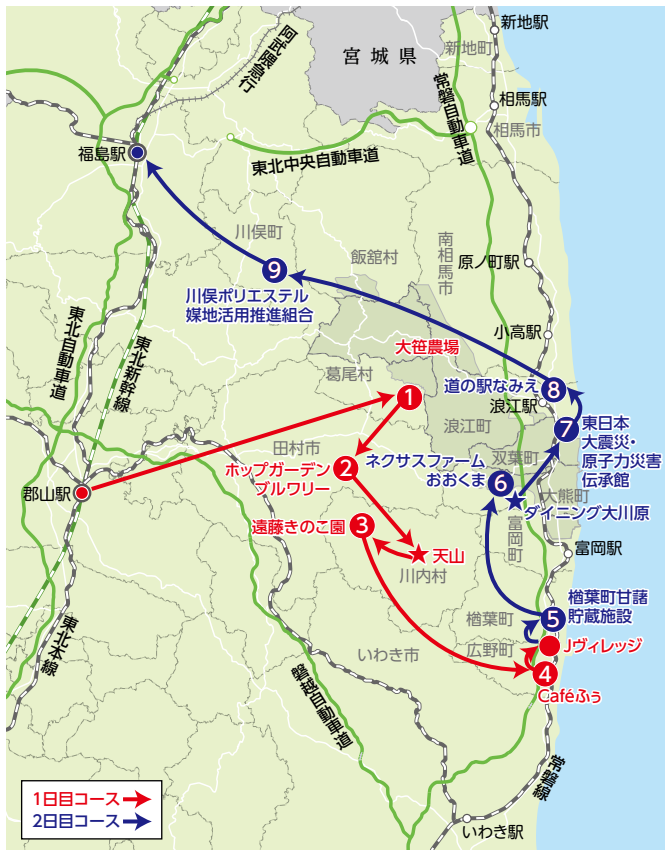 新地駅
宮城県
新地町
阿武隈急行
常磐自動車道
相馬駅
相馬市
福島駅
東北中央自動車道
川俣町
飯舘村
南相馬市
原ノ町駅
9
川俣ポリエステル
媒地活用推進組合
東北自動車道
東北新幹線
小高駅
大笹農場
葛尾村
1
道の駅なみえ
8
浪江駅
浪江町
7
東日本
大震災・
原子力災害
伝承館
田村市
双葉町
2
ホップガーデン
ブルワリー
ネクサスファーム
おおくま
6
大熊町
郡山駅
ダイニング大川原
3
遠藤きのこ園
富岡町
天山
川内村
富岡駅
楢葉町
5
楢葉町甘藷
貯蔵施設
東北本線
いわき市
広野町
Jヴィレッジ
4
Caféふぅ
磐越自動車道
常磐線
1日目コース
2日目コース
いわき駅